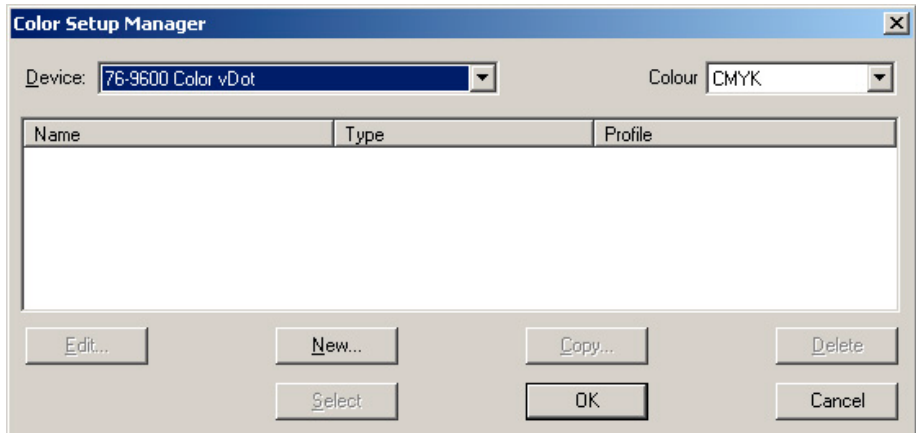 Color Setup Manager
Device: 76-9600 Color vDot Colour CMYK
Name Type Profile
Edit... New... Copy... Delete
Select OK Cancel